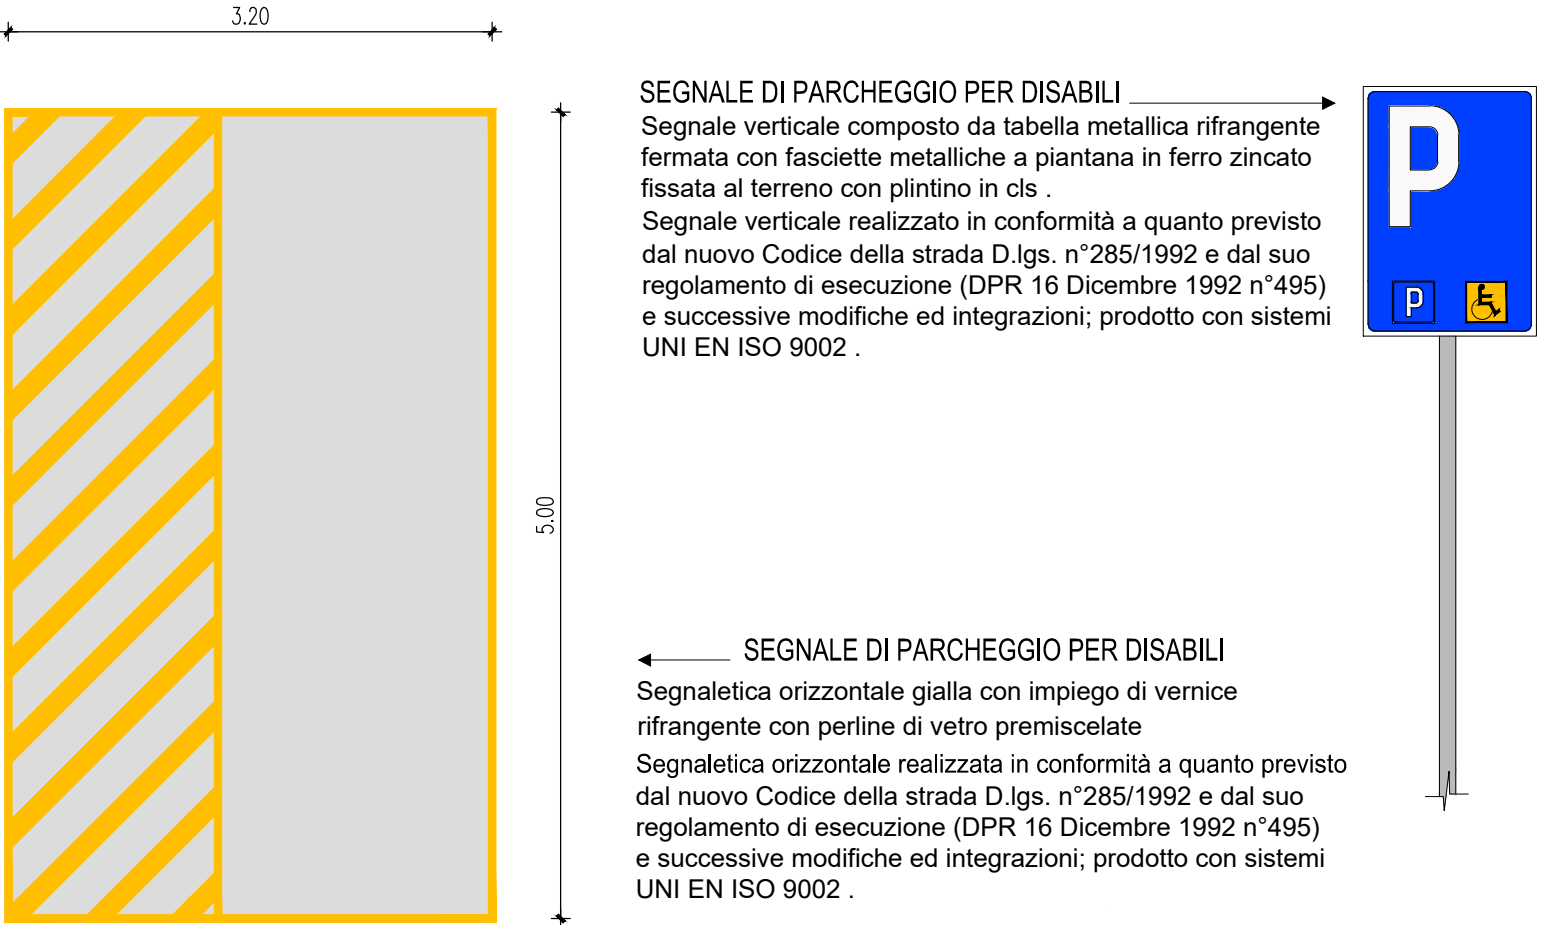 3.20
SEGNALE DI PARCHEGGIO PER DISABILI
Segnale verticale composto da tabella metallica rifrangente
fermata con fasciette metalliche a piantana in ferro zincato
fissata al terreno con plintino in cls .
Segnale verticale realizzato in conformità a quanto previsto
dal nuovo Codice della strada D.lgs. n°285/1992 e dal suo
regolamento di esecuzione (DPR 16 Dicembre 1992 n°495)
e successive modifiche ed integrazioni; prodotto con sistemi
UNI EN ISO 9002 .
P
P
5.00
SEGNALE DI PARCHEGGIO PER DISABILI
Segnaletica orizzontale gialla con impiego di vernice
rifrangente con perline di vetro premiscelate
Segnaletica orizzontale realizzata in conformità a quanto previsto
dal nuovo Codice della strada D.lgs. n°285/1992 e dal suo
regolamento di esecuzione (DPR 16 Dicembre 1992 n°495)
e successive modifiche ed integrazioni; prodotto con sistemi
UNI EN ISO 9002 .